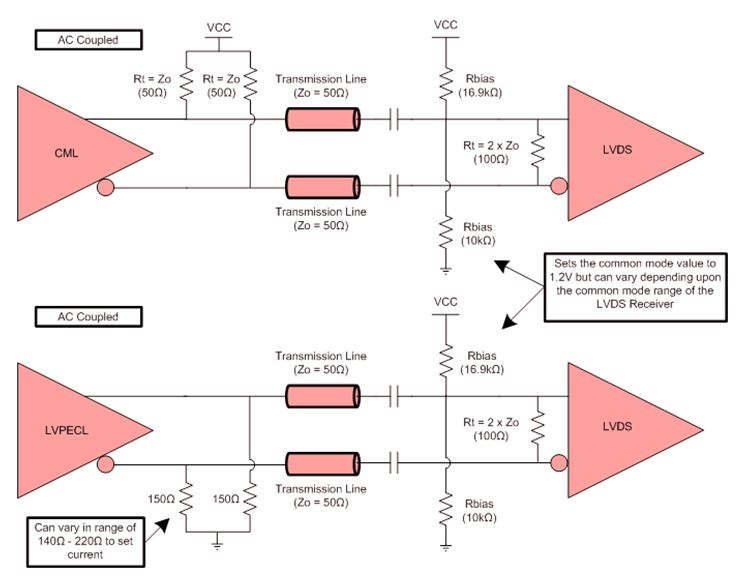 AC Coupled
VCC
VCC
Rt = Zo
(50Ω)
Rt = Zo
(50Ω)
Transmission Line
(Zo = 50Ω)
Rbias
(16.9kΩ)
CML
Rt = 2 x Zo
(100Ω)
LVDS
Transmission Line
(Zo = 50Ω)
Rbias
(10kΩ)
Sets the common mode value to
1.2V but can vary depending upon
the common mode range of the
LVDS Receiver
AC Coupled
VCC
Transmission Line
(Zo = 50Ω)
Rbias
(16.9kΩ)
LVPECL
Rt = 2 x Zo
(100Ω)
LVDS
150Ω
150Ω
Transmission Line
(Zo = 50Ω)
Rbias
(10kΩ)
Can vary in range of
140Ω - 220Ω to set
current